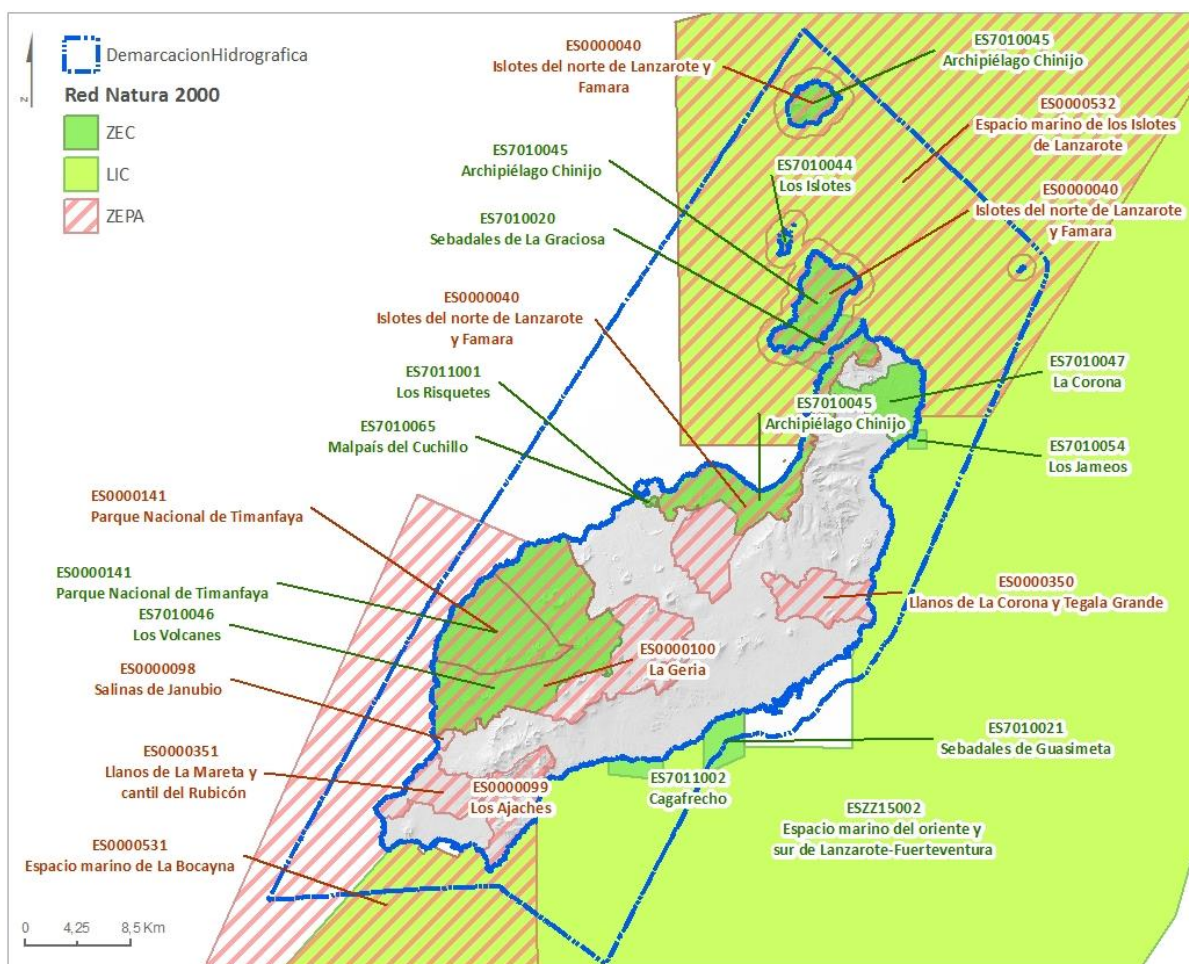 DemarcacionHidrografica
Red Natura 2000
ZEC
LIC
ZEPA
z
ES0000040
Islotes del norte de Lanzarote y
Famara
ES7010045
Archipiélago Chinijo
ES0000532
Espacio marino de los Islotes
de Lanzarote
ES7010045
Archipiélago Chinijo
ES7010044
Los Islotes
ES0000040
Islotes del norte de Lanzarote
y Famara
ES7010020
Sebadales de La Graciosa
ES0000040
Islotes del norte de Lanzarote
y Famara
ES7011001
Los Risquetes
ES7010047
La Corona
ES7010045
Archipiélago Chinijo
ES7010065
Malpaís del Cuchillo
ES7010054
Los Jameos
ES0000141
Parque Nacional de Timanfaya
ES0000141
Parque Nacional de Timanfaya
ES0000350
Llanos de La Corona y Tegala Grande
ES7010046
Los Volcanes
ES0000100
La Geria
ES0000098
Salinas de Janubio
ES7010021
Sebadales de Guasimeta
ES0000351
Llanos de La Mareta y
cantil del Rubicón
ES0000099
Los Ajaches
ES7011002
Cagafrecho
ESZZ15002
Espacio marino del oriente y
sur de Lanzarote-Fuerteventura
ES0000531
Espacio marino de La Bocayna
0 4,25 8,5 Km